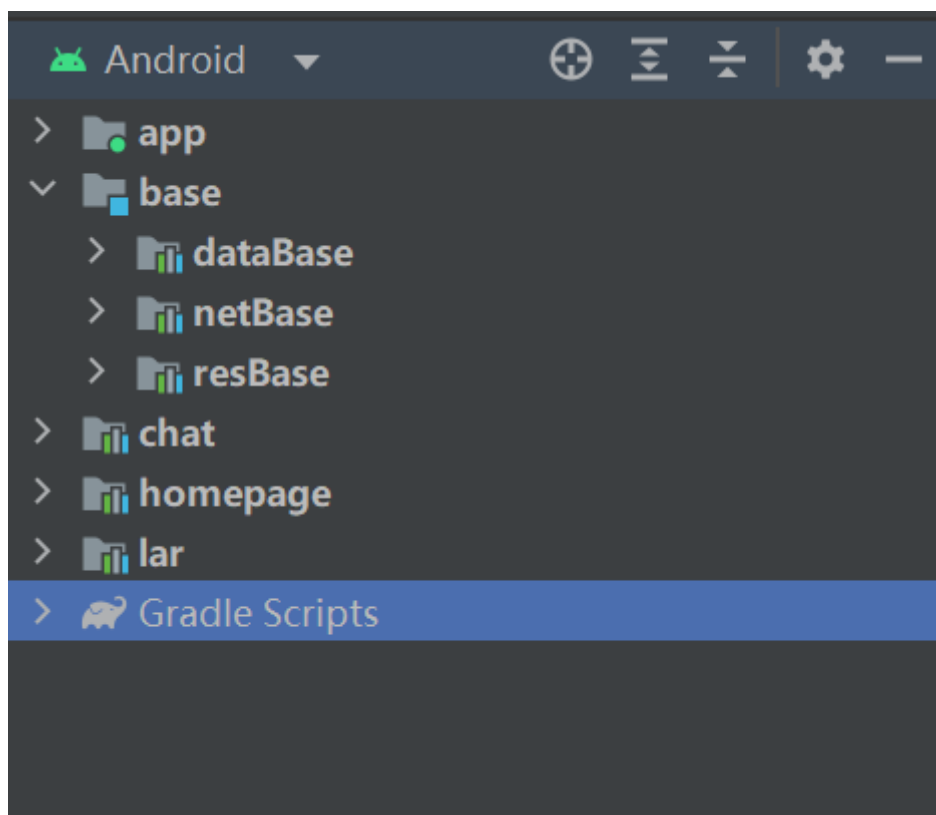 Android
app
base
dataBase
netBase
resBase
chat
homepage
lar
Gradle Scripts